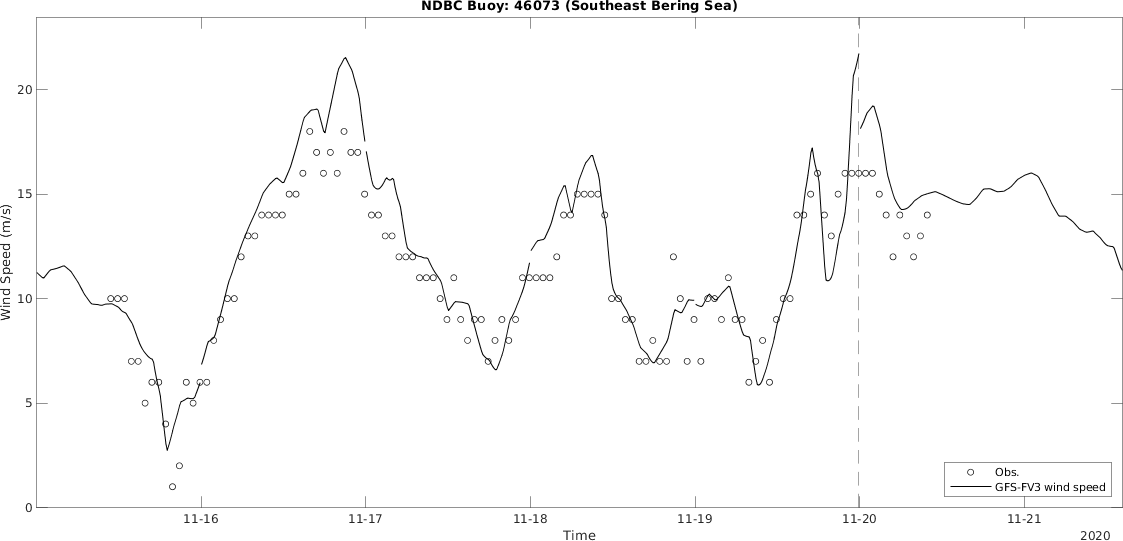 NDBC Buoy: 46073 (Southeast Bering Sea)
Wind Speed (m/s)
20
15
10
5
0
11-16 11-17 11-18 11-19 11-20 11-21
Time
2020
Obs.
GFS-FV3 wind speed